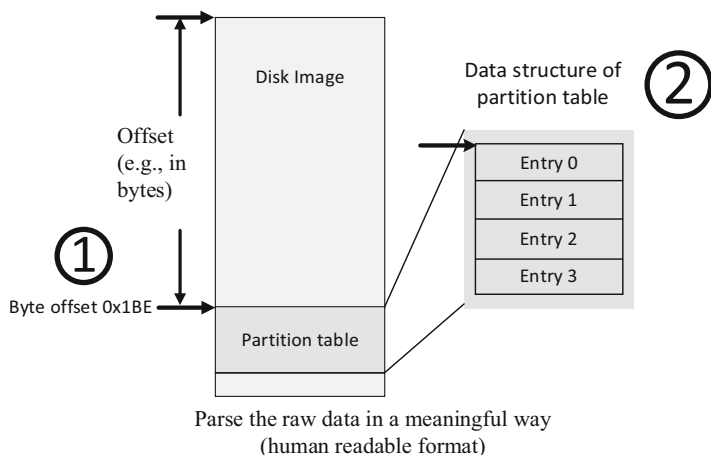 Disk Image
Data structure of
partition table
②
Offset
(e.g., in
bytes)
Entry 0
Entry 1
Entry 2
Entry 3
①
Byte offset 0x1BE
Partition table
Parse the raw data in a meaningful way
(human readable format)